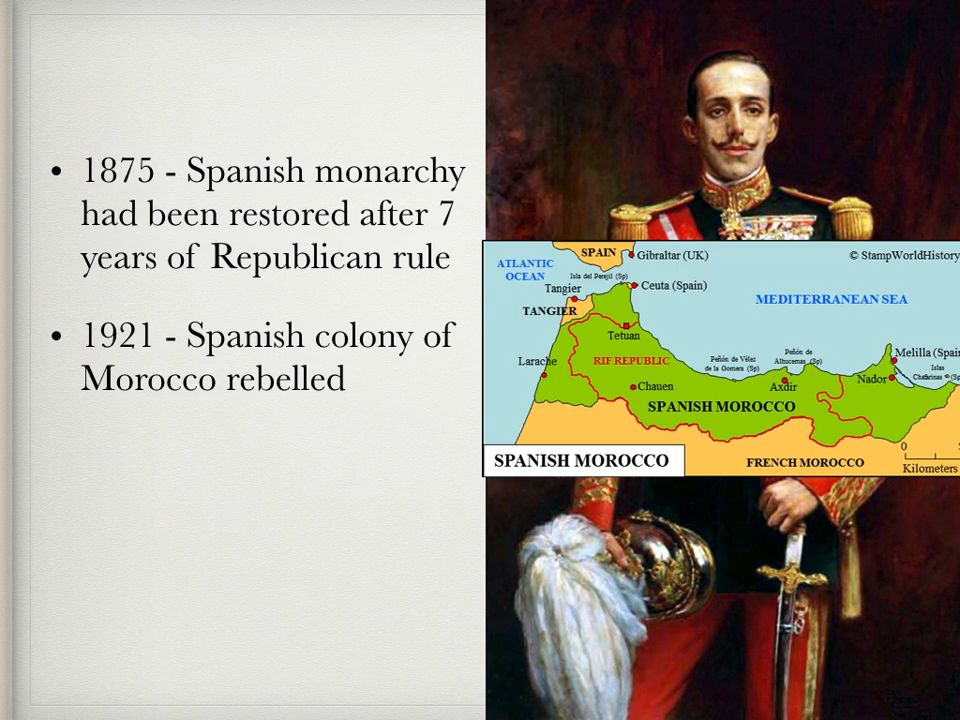 • 1875 - Spanish monarchy
had been restored after 7
years of Republican rule
• 1921 - Spanish colony of
Morocco rebelled
SPAIN
Gibraltar (UK)
© StampWorldHistory
ATLANTIC
OCEAN
Isla del Perejil (Sp)
Ceuta (Spain)
Tangier
TANGIER
MEDITERRANEAN SEA
Tetuan
Larache
RIF REPUBLIC
Peñón de Vélez
de la Gomera (Sp)
Peñón de
Alhucemas (Sp)
Melilla (Spai
Islas
Chafarinas (Sp
Nador
Chauen
Axdir
SPANISH MOROCCO
0
SPANISH MOROCCO
FRENCH MOROCCO
Kilometers